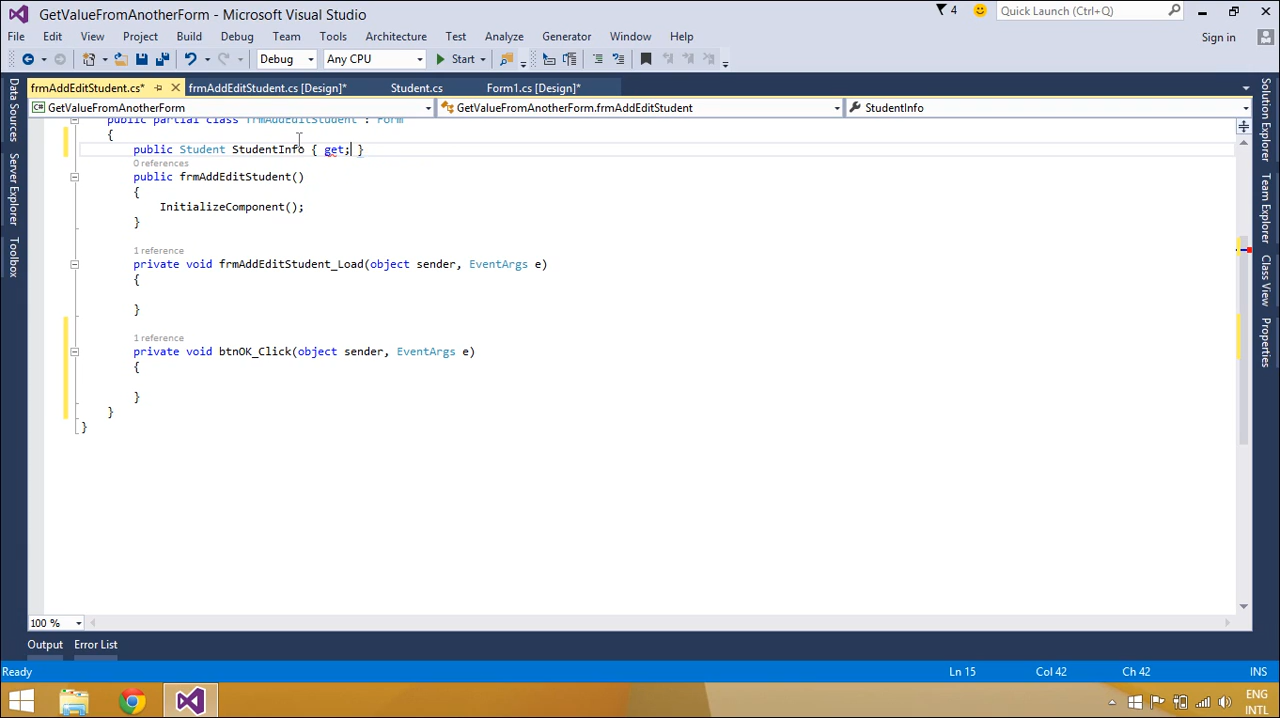 GetValueFromAnotherForm - Microsoft Visual Studio
4
Quick Launch (Ctrl+Q)
File Edit View Project Build Debug Team Tools Architecture Test Analyze Generator Window Help
Sign in
Debug Any CPU Start
frmAddEditStudent.cs* frmAddEditStudent.cs [Design]* Student.cs Form1.cs [Design]*
GetValueFromAnotherForm GetValueFromAnotherForm.frmAddEditStudent StudentInfo
public partial class frmAddEditStudent : Form
{
public Student StudentInfo { get; }
0 references
public frmAddEditStudent()
{
InitializeComponent();
}
1 reference
private void frmAddEditStudent_Load(object sender, EventArgs e)
{
}
1 reference
private void btnOK_Click(object sender, EventArgs e)
{
}
}
}
Data Sources
Server Explorer
Toolbox
Solution Explorer
Team Explorer
Class View
Properties
100 %
Output Error List
Ready Ln 15 Col 42 Ch 42 INS
ENG
INTL